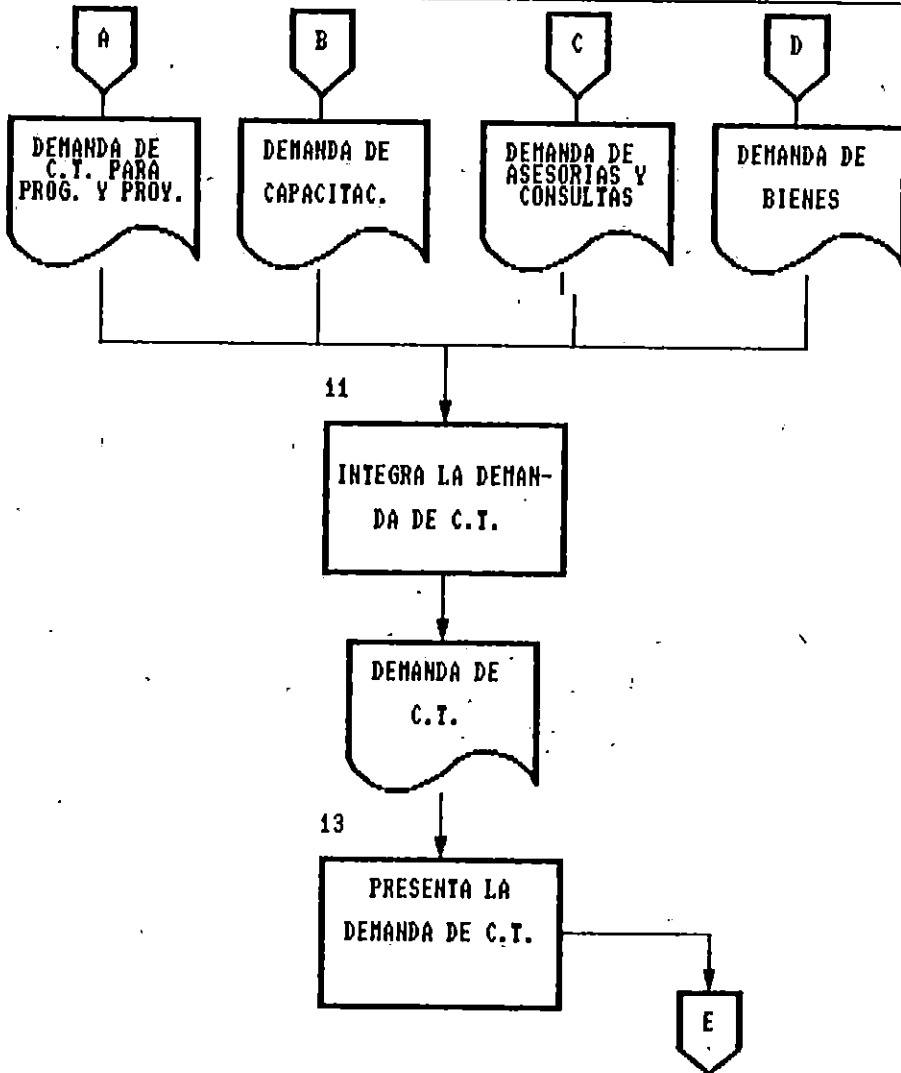 A
B
C
D
DEMANDA DE
C.T. PARA
PROG. Y PROY.
DEMANDA DE
CAPACITAC.
DEMANDA DE
ASESORIAS Y
CONSULTAS
DEMANDA DE
BIENES
11
INTEGRA LA DEMAN-
DA DE C.T.
DEMANDA DE
C.T.
13
PRESENTA LA
DEMANDA DE C.T.
E